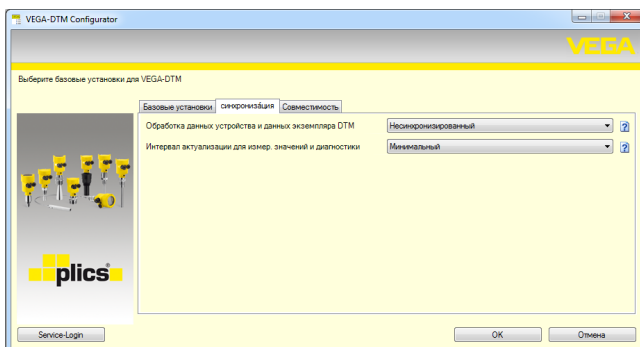 VEGA-DTM Configurator
VEGA
Выберите базовые установки для VEGA-DTM
Базовые установки синхронизáция Совместимость
Обработка данных устройства и данных экземпляра DTM Несинхронизированный ?
Интервал актуализации для измер. значений и диагностики Минимальный ?
plics
Service-Login OK Отмена